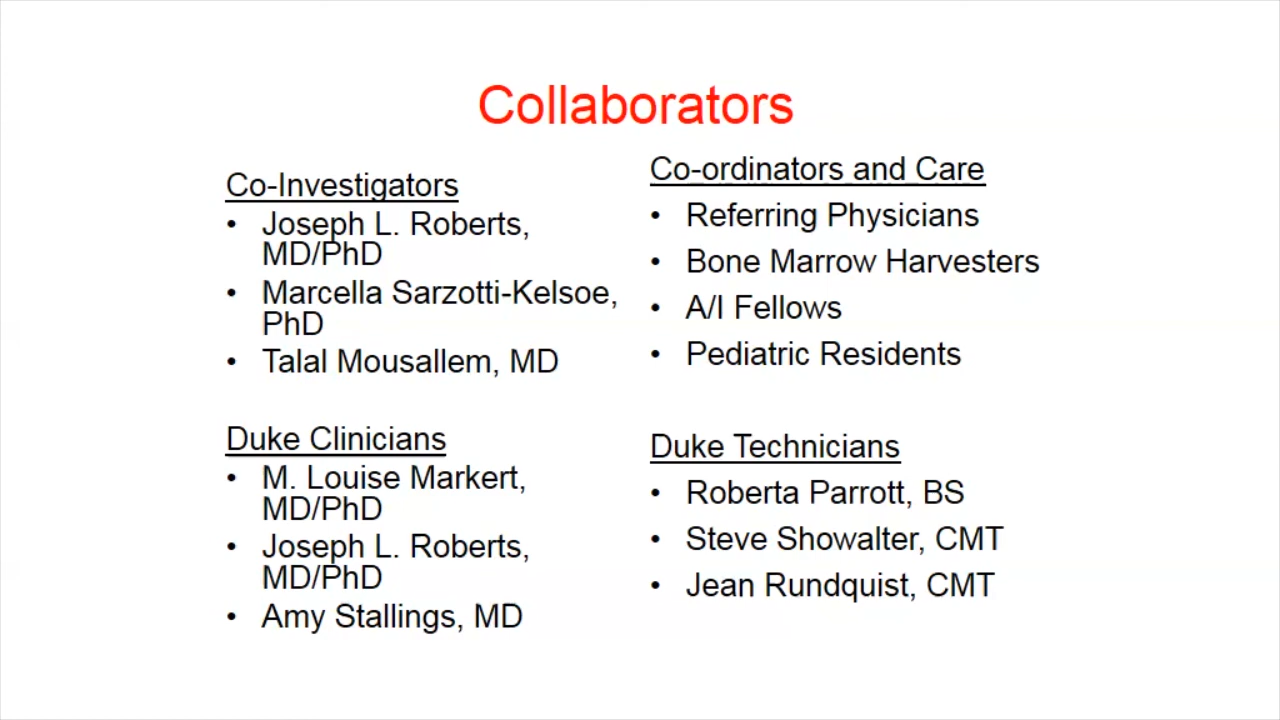 Collaborators
Co-Investigators
• Joseph L. Roberts,
MD/PhD
• Marcella Sarzotti-Kelsoe,
PhD
• Talal Mousallem, MD
Duke Clinicians
• M. Louise Markert,
MD/PhD
• Joseph L. Roberts,
MD/PhD
• Amy Stallings, MD
Co-ordinators and Care
• Referring Physicians
• Bone Marrow Harvesters
• A/I Fellows
• Pediatric Residents
Duke Technicians
• Roberta Parrott, BS
• Steve Showalter, CMT
• Jean Rundquist, CMT